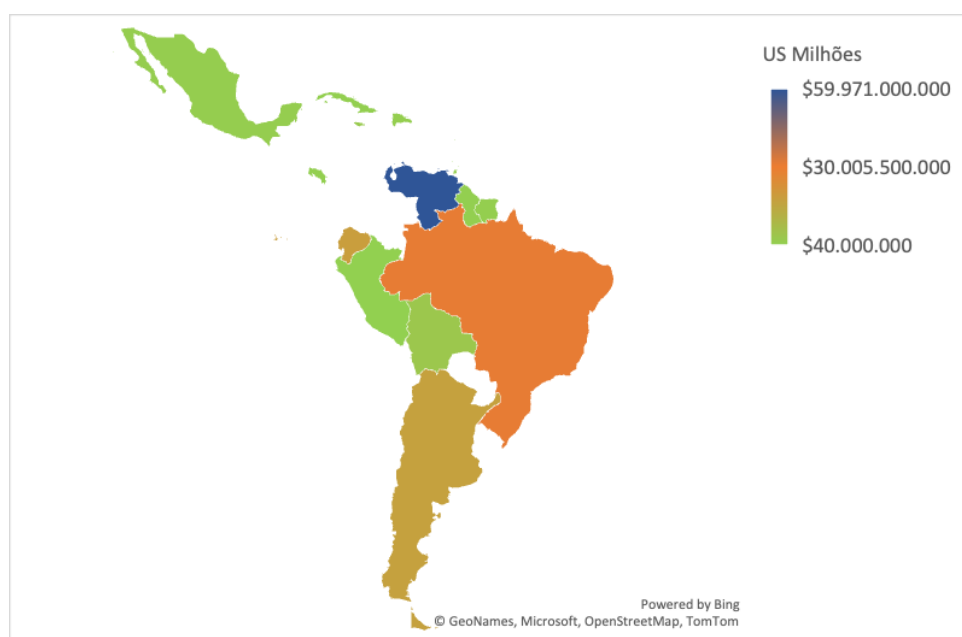 US Milhões
$59.971.000.000
$30.005.500.000
$40.000.000
Powered by Bing
© GeoNames, Microsoft, OpenStreetMap, TomTom